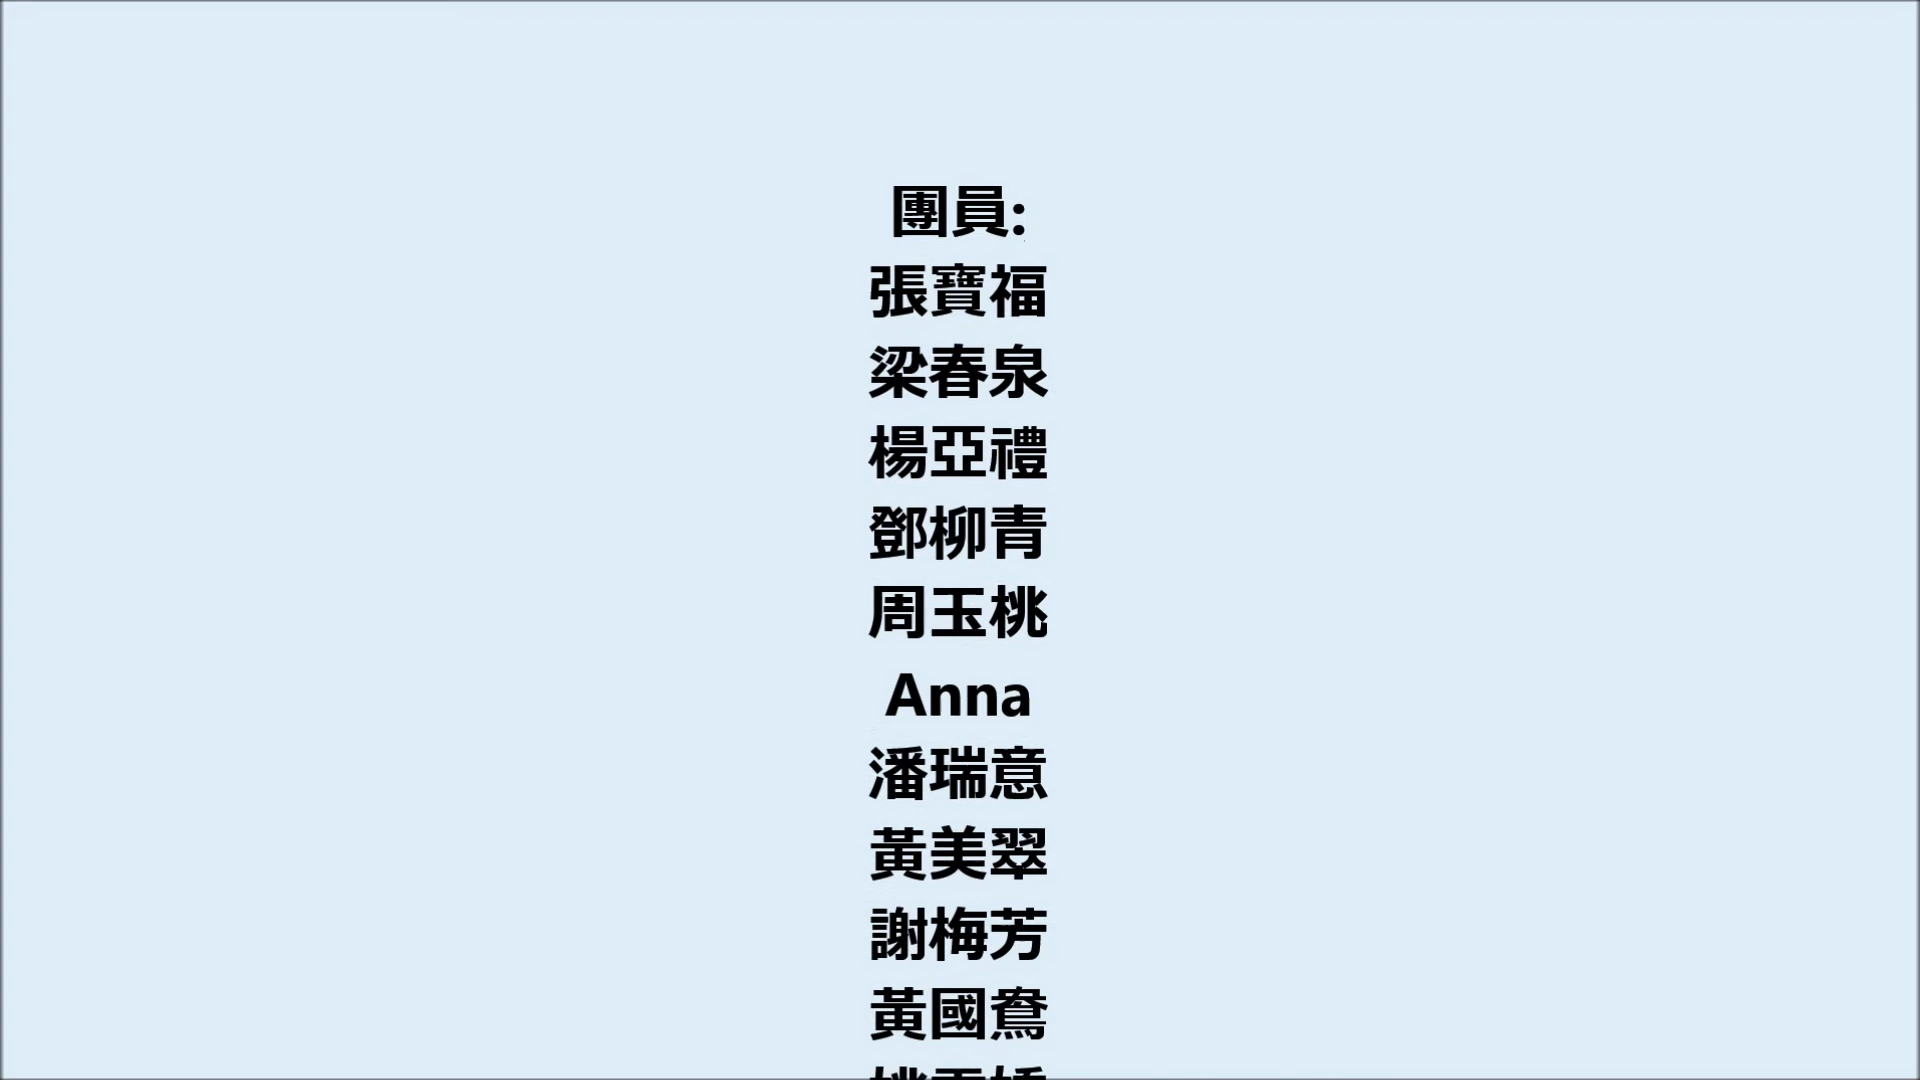 團員:
張寶福
梁春泉
楊亞禮
鄧柳青
周玉桃
Anna
潘瑞意
黃美翠
謝梅芳
黃國鴦